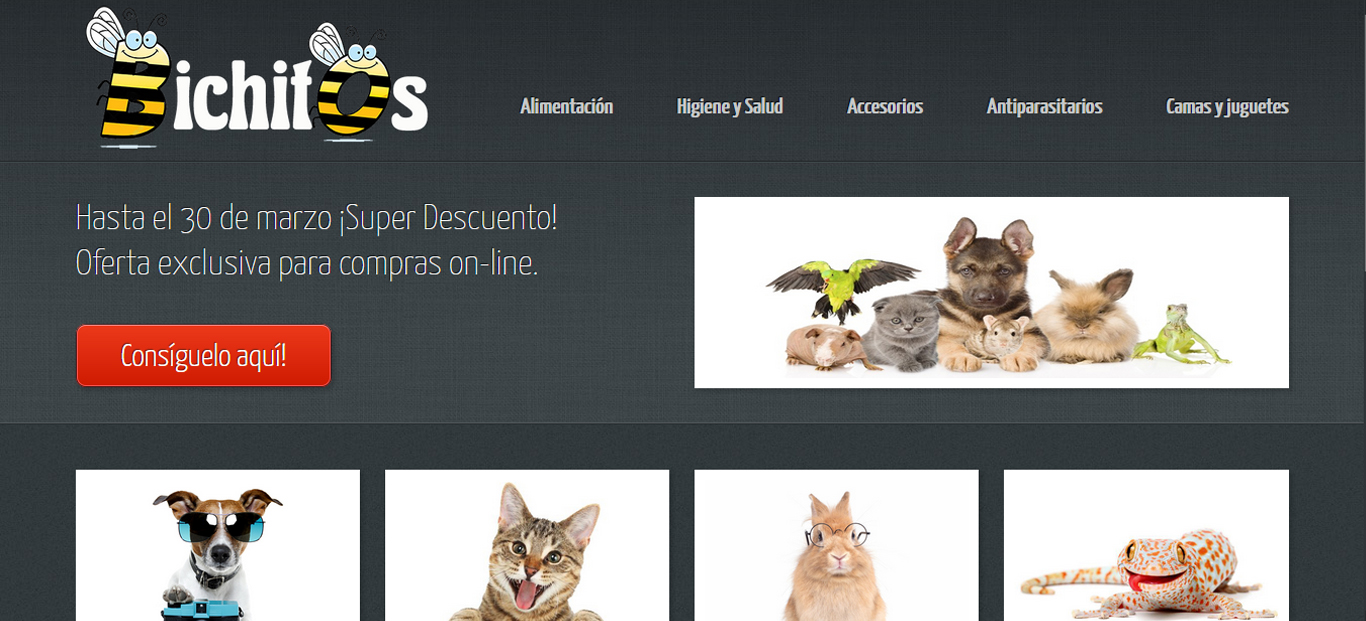 Bichitos
Alimentación
Higiene y Salud
Accesorios
Antiparasitarios
Camas y juguetes
Hasta el 30 de marzo ¡Super Descuento!
Oferta exclusiva para compras on-line.
Consíguelo aquí!